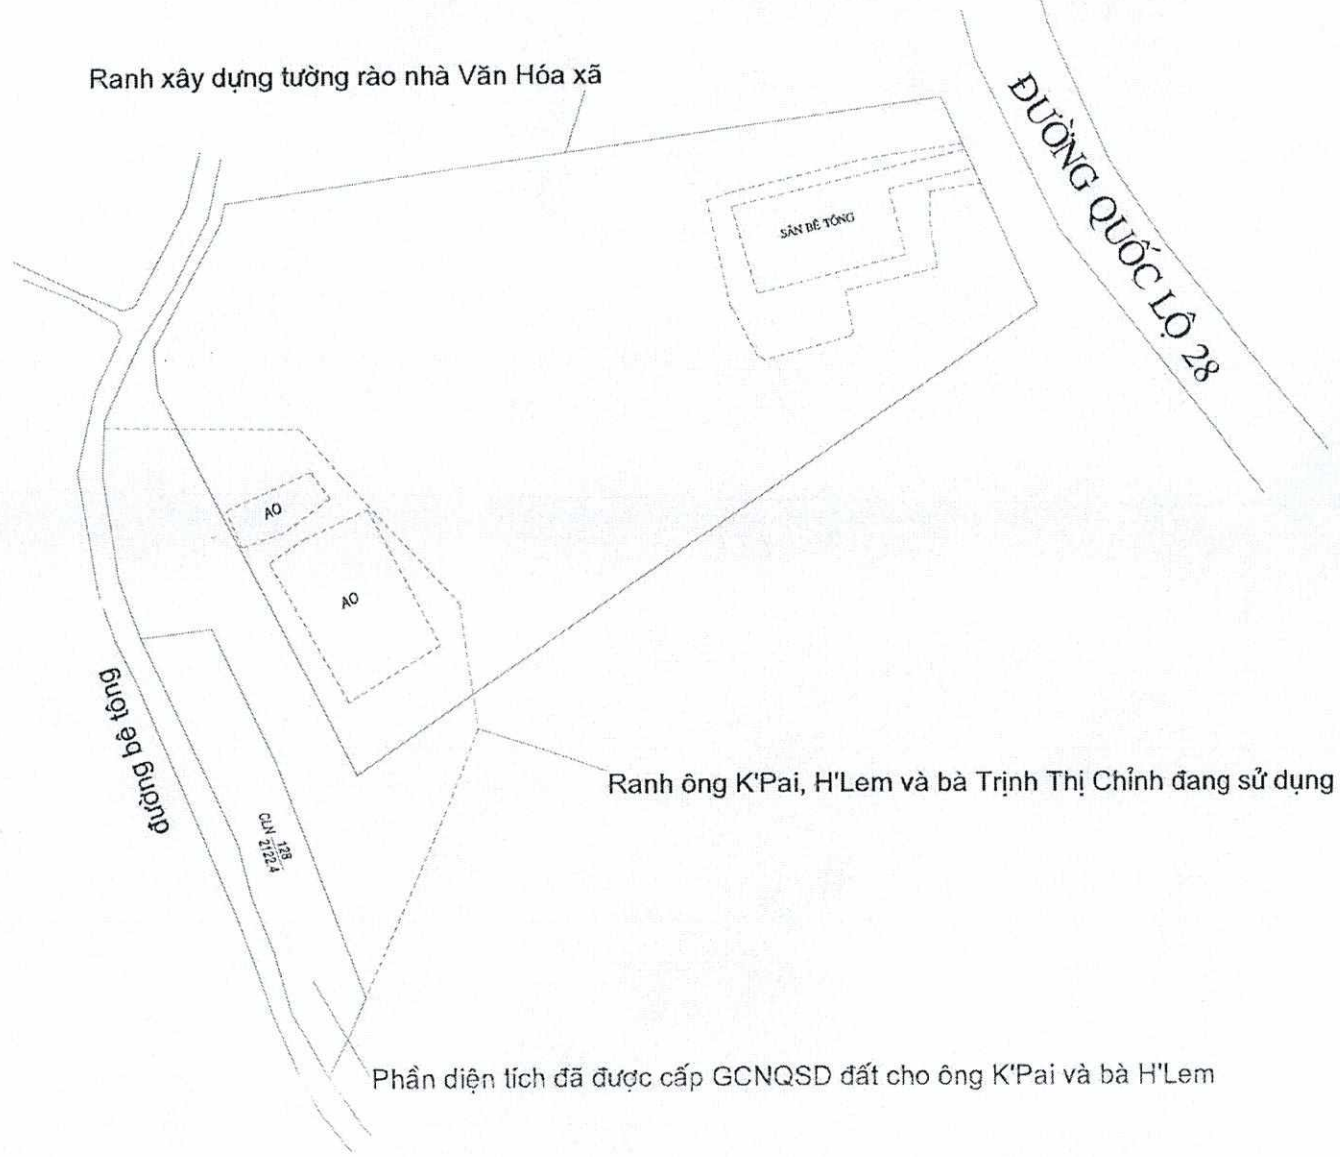 Ranh xây dựng tường rào nhà Văn Hóa xã
ĐƯỜNG QUỐC LỘ 28
SÂN BÊ TÔNG
AO
AO
đường bê tông
Ranh ông K'Pai, H'Lem và bà Trịnh Thị Chỉnh đang sử dụng
CLN 128
2122.4
Phần diện tích đã được cấp GCNQSD đất cho ông K'Pai và bà H'Lem